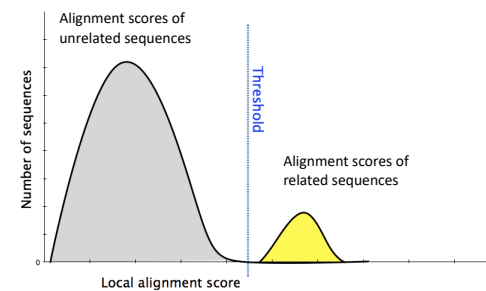 Alignment scores of
unrelated sequences
Number of sequences
Threshold
Alignment scores of
related sequences
0
Local alignment score